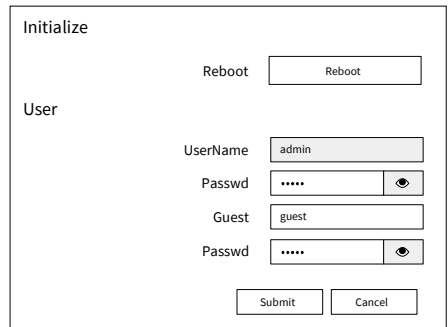 Initialize
Reboot Reboot
User
UserName admin
Passwd •••••
Guest guest
Passwd •••••
Submit Cancel